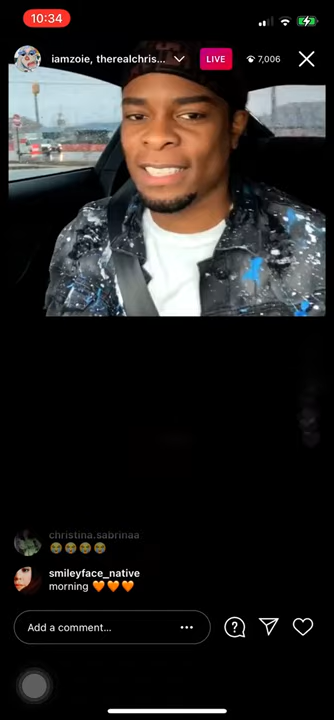 10:34
iamzoie, therealchris...
LIVE
7,006
christina.sabrinaa
smileyface_native
morning 🧡🧡🧡
Add a comment...